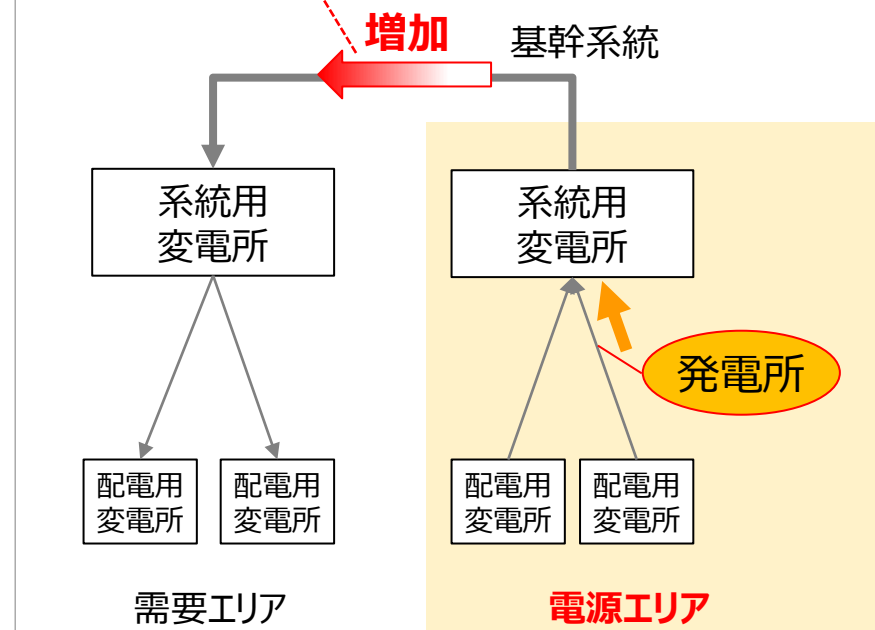 増加
基幹系統
系統用
変電所
系統用
変電所
発電所
配電用
変電所
配電用
変電所
配電用
変電所
配電用
変電所
需要エリア
電源エリア